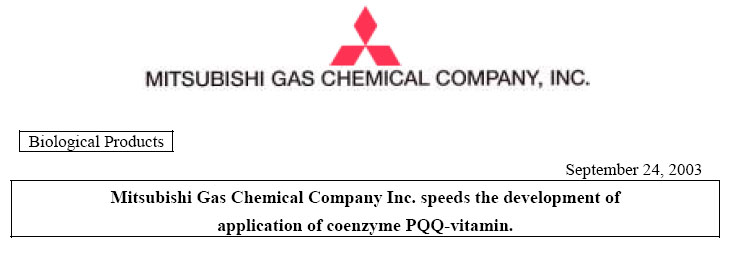 MITSUBISHI GAS CHEMICAL COMPANY, INC.
Biological Products
September 24, 2003
Mitsubishi Gas Chemical Company Inc. speeds the development of
application of coenzyme PQQ-vitamin.